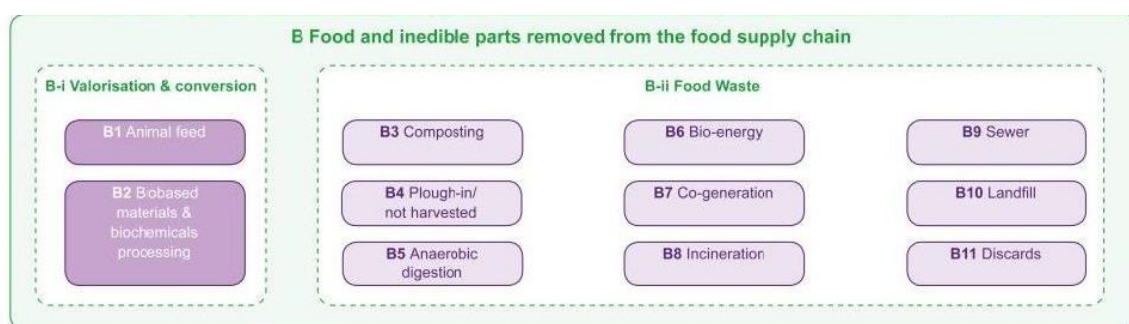 B Food and inedible parts removed from the food supply chain
B-i Valorisation & conversion
B1 Animal feed
B2 Biobased
materials &
biochemicals
processing
B-ii Food Waste
B3 Composting
B4 Plough-in/
not harvested
B5 Anaerobic
digestion
B6 Bio-energy
B7 Co-generation
B8 Incineration
B9 Sewer
B10 Landfill
B11 Discards